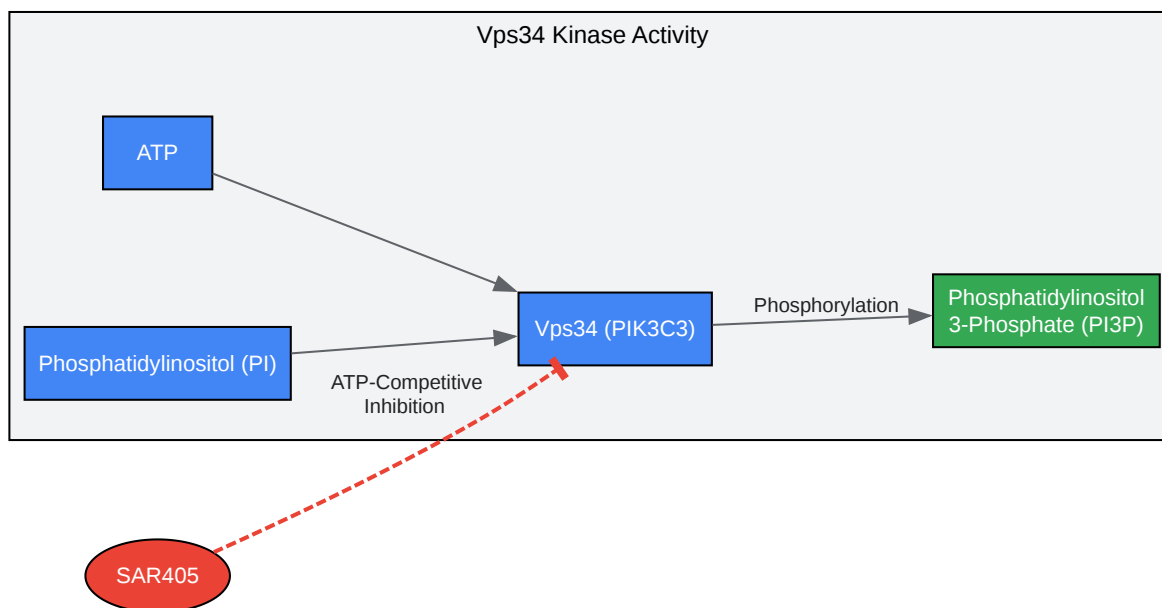 Vps34 Kinase Activity
ATP
Phosphatidylinositol (PI)
Vps34 (PIK3C3)
Phosphorylation
Phosphatidylinositol
3-Phosphate (PI3P)
ATP-Competitive
Inhibition
SAR405